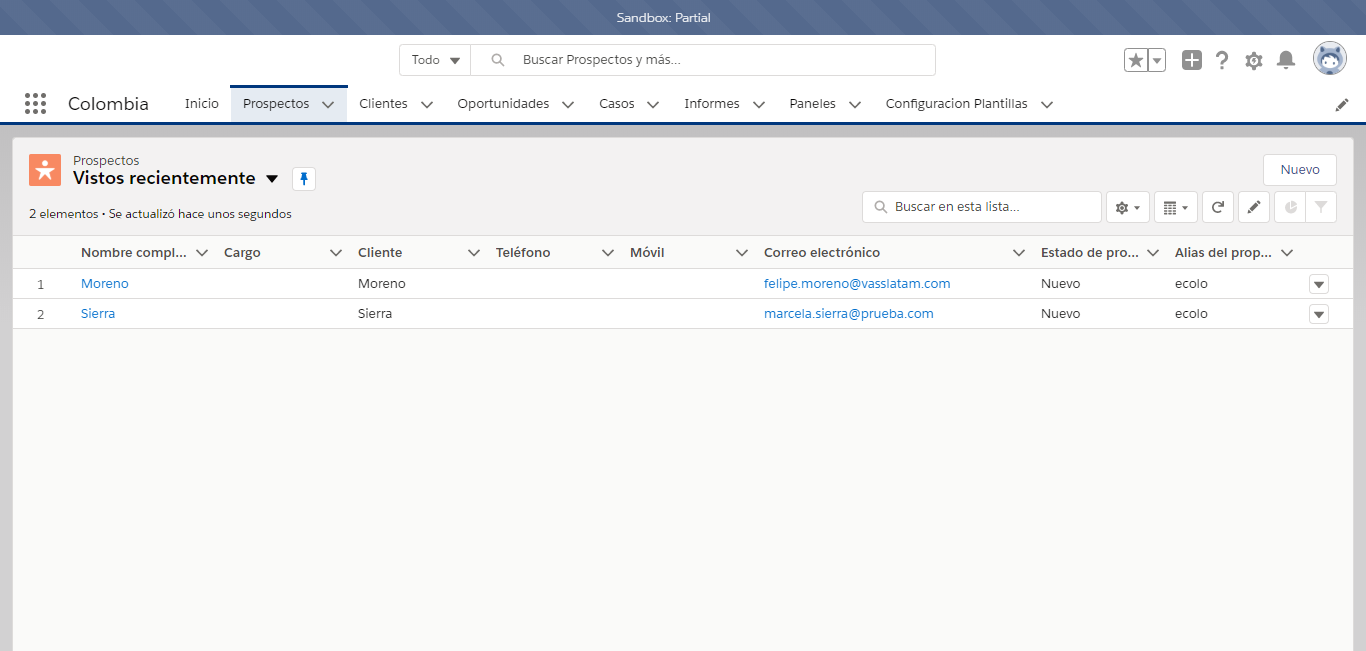 Sandbox: Partial
Todo Buscar Prospectos y más...
Colombia Inicio Prospectos Clientes Oportunidades Casos Informes Paneles Configuracion Plantillas
Prospectos
Vistos recientemente
Nuevo
2 elementos • Se actualizó hace unos segundos
Buscar en esta lista...
Nombre compl... Cargo Cliente Teléfono Móvil Correo electrónico Estado de pro... Alias del prop...
1 Moreno Moreno felipe.moreno@vasslatam.com Nuevo ecolo
2 Sierra Sierra marcela.sierra@prueba.com Nuevo ecolo